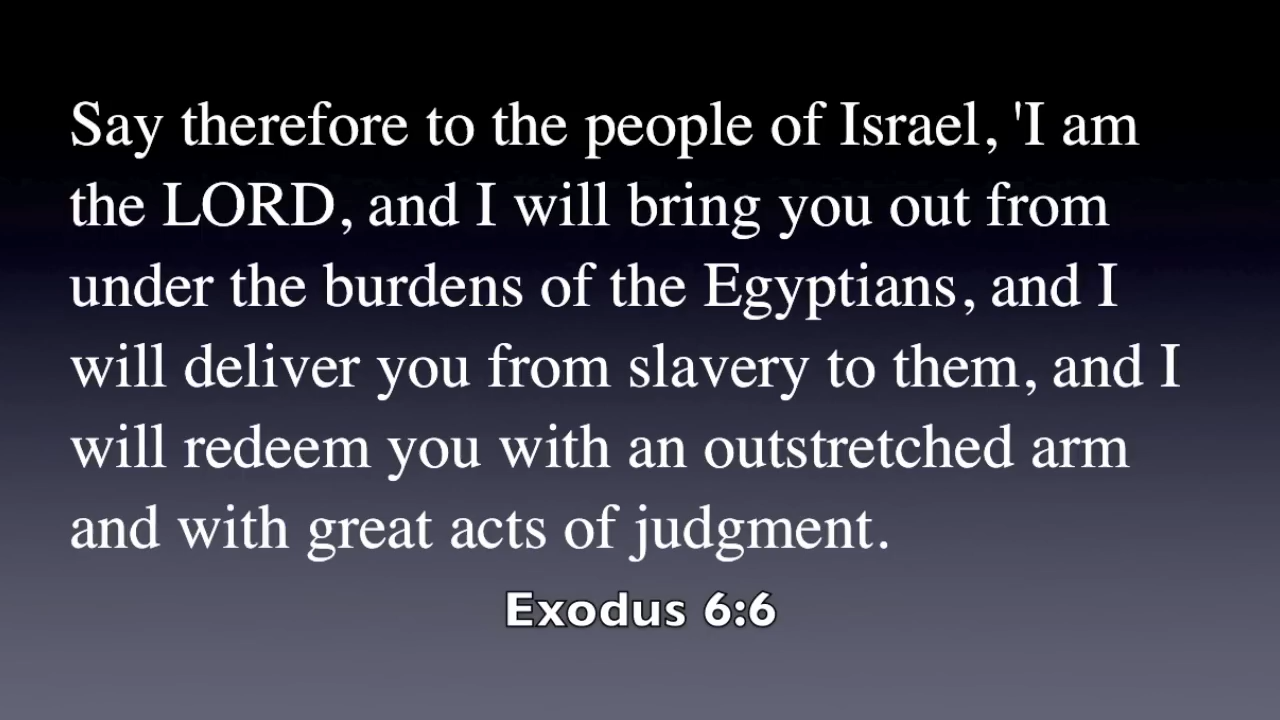 Say therefore to the people of Israel, 'I am
the LORD, and I will bring you out from
under the burdens of the Egyptians, and I
will deliver you from slavery to them, and I
will redeem you with an outstretched arm
and with great acts of judgment.
Exodus 6:6